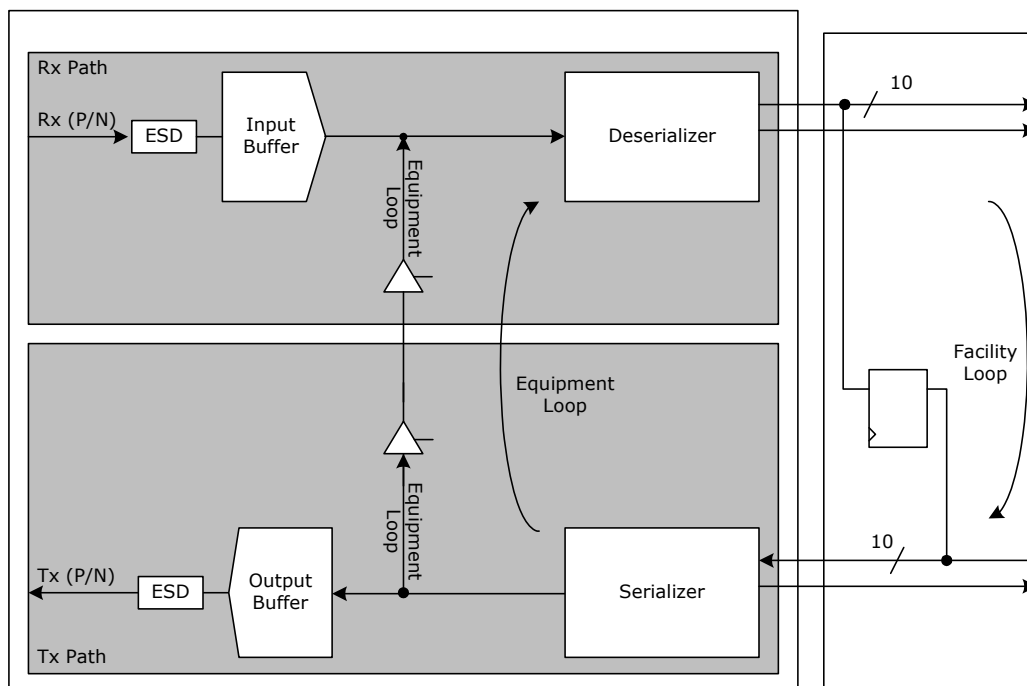 Rx Path
10
Rx (P/N)
ESD
Input
Buffer
Deserializer
Equipment
Loop
Equipment
Loop
Facility
Loop
Equipment
Loop
10
Tx (P/N)
ESD
Output
Buffer
Serializer
Tx Path